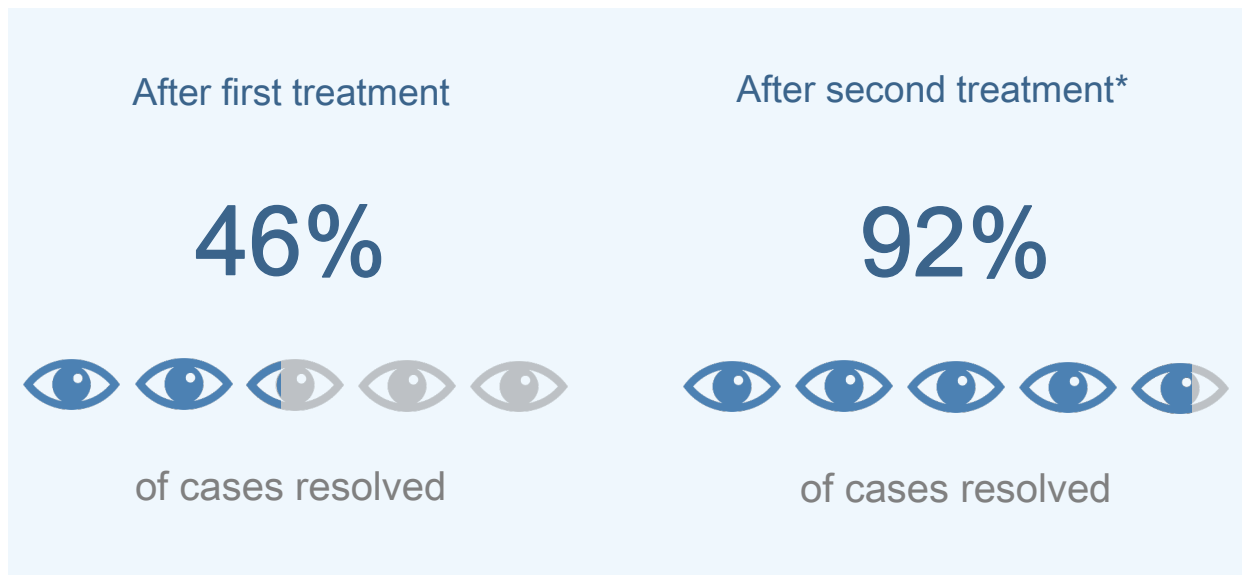 After first treatment
46%
of cases resolved
After second treatment*
92%
of cases resolved